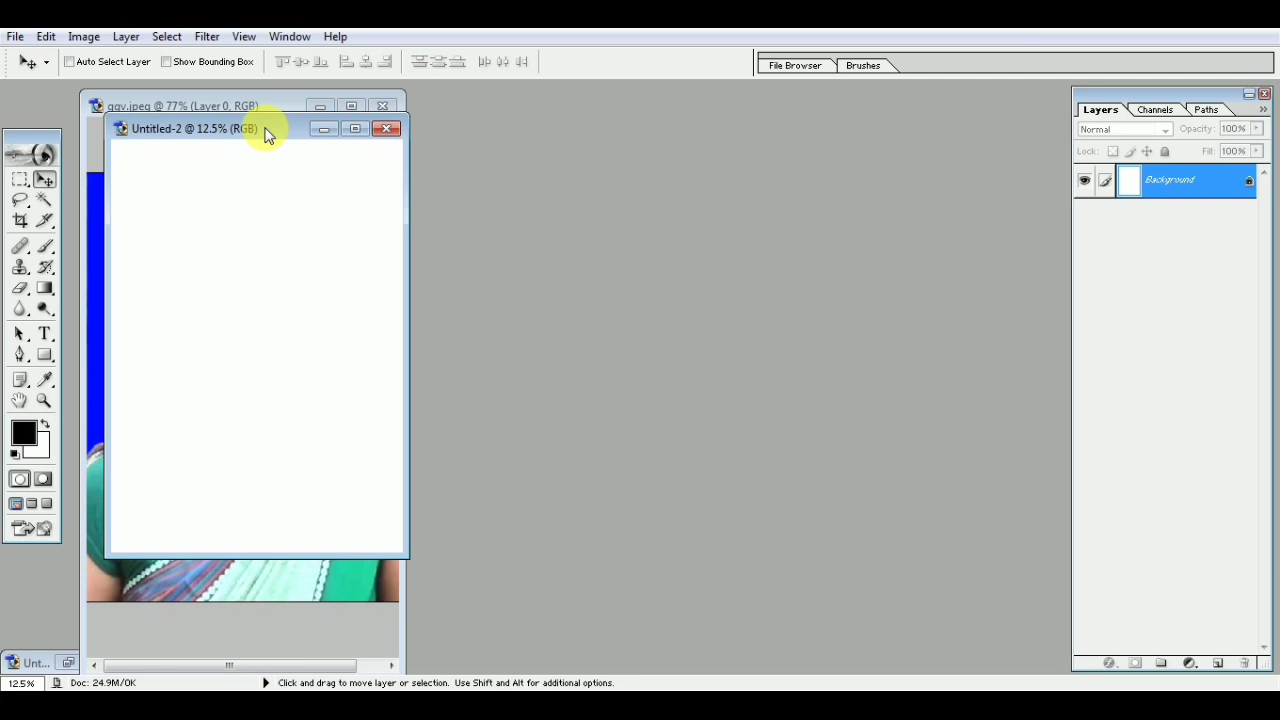 File Edit Image Layer Select Filter View Window Help
Auto Select Layer Show Bounding Box File Browser Brushes
gqv.jpeg @ 77% (Layer 0, RGB)
Untitled-2 @ 12.5% (RGB)
Layers Channels Paths
Normal Opacity: 100%
Lock: Fill: 100%
Background
T
Unt...
12.5% Doc: 24.9M/0K Click and drag to move layer or selection. Use Shift and Alt for additional options.